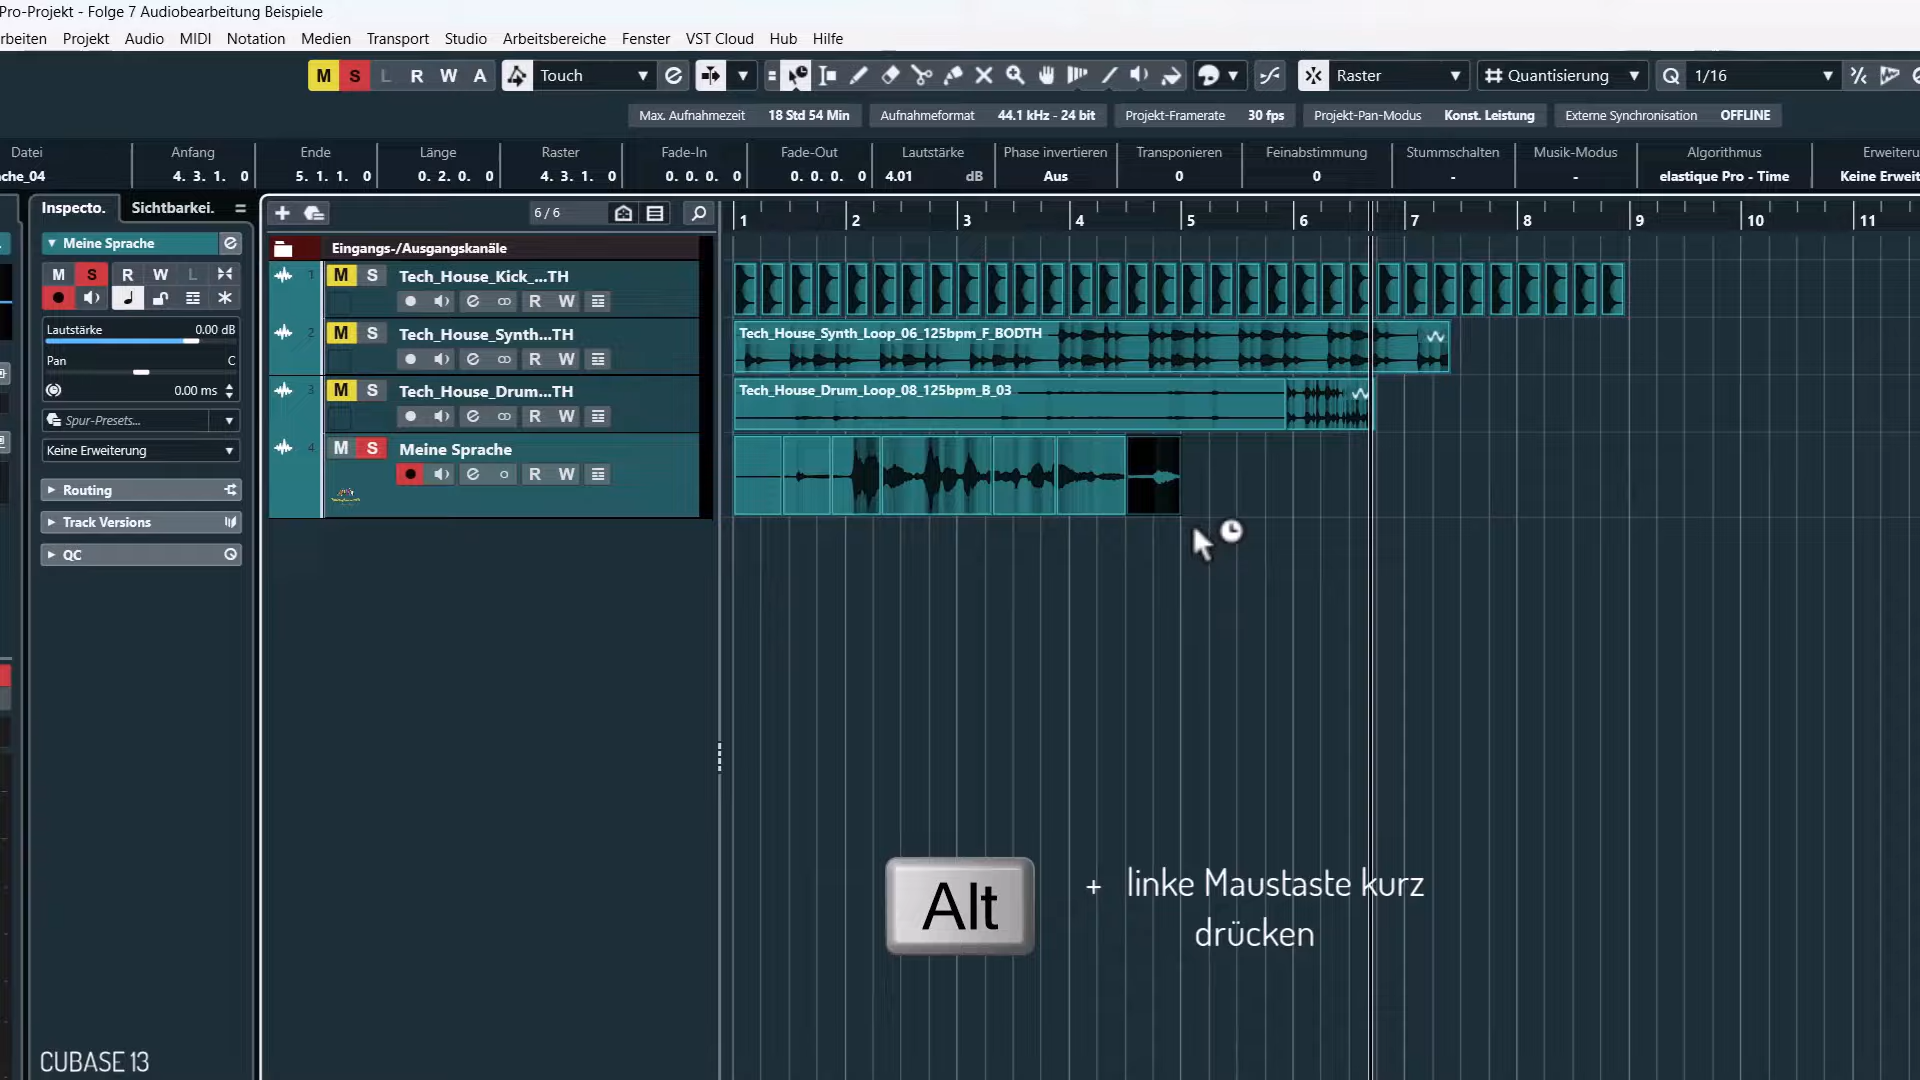 Pro-Projekt - Folge 7 Audiobearbeitung Beispiele
rbeiten Projekt Audio MIDI Notation Medien Transport Studio Arbeitsbereiche Fenster VST Cloud Hub Hilfe
M S L R W A Touch Raster Quantisierung 1/16
Max. Aufnahmezeit 18 Std 54 Min Aufnahmeformat 44.1 kHz - 24 bit Projekt-Framerate 30 fps Projekt-Pan-Modus Konst. Leistung Externe Synchronisation OFFLINE
Datei Anfang Ende Länge Raster Fade-In Fade-Out Lautstärke Phase invertieren Transponieren Feinabstimmung Stummschalten Musik-Modus Algorithmus Erweiteru
che_04 4. 3. 1. 0 5. 1. 1. 0 0. 2. 0. 0 4. 3. 1. 0 0. 0. 0. 0 0. 0. 0. 0 4.01 dB Aus 0 0 - - elastique Pro - Time Keine Erweit
Inspecto. Sichtbarkei. 6 / 6 1 2 3 4 5 6 7 8 9 10 11
Meine Sprache
M S R W L
Lautstärke 0.00 dB
Pan C
0.00 ms
Spur-Presets...
Keine Erweiterung
Routing
Track Versions
QC
Eingangs-/Ausgangskanäle
1 M S Tech_House_Kick_...TH
R W
2 M S Tech_House_Synth...TH
R W
3 M S Tech_House_Drum...TH
R W
4 M S Meine Sprache
R W
Tech_House_Synth_Loop_06_125bpm_F_BODTH
Tech_House_Drum_Loop_08_125bpm_B_03
Alt + linke Maustaste kurz
drücken
CUBASE 13